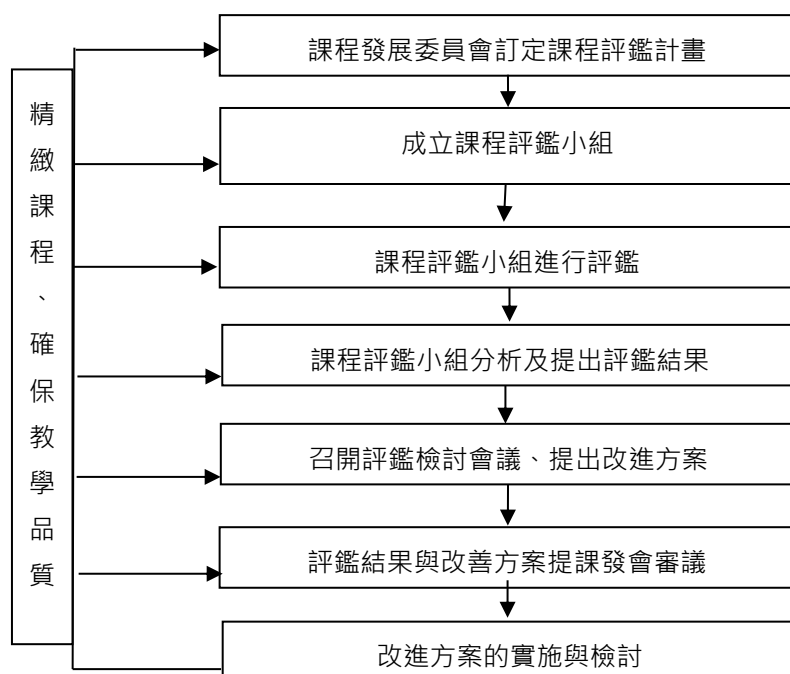 課程發展委員會訂定課程評鑑計畫
成立課程評鑑小組
課程評鑑小組進行評鑑
課程評鑑小組分析及提出評鑑結果
召開評鑑檢討會議、提出改進方案
評鑑結果與改善方案提課發會審議
改進方案的實施與檢討
精緻課程、確保教學品質